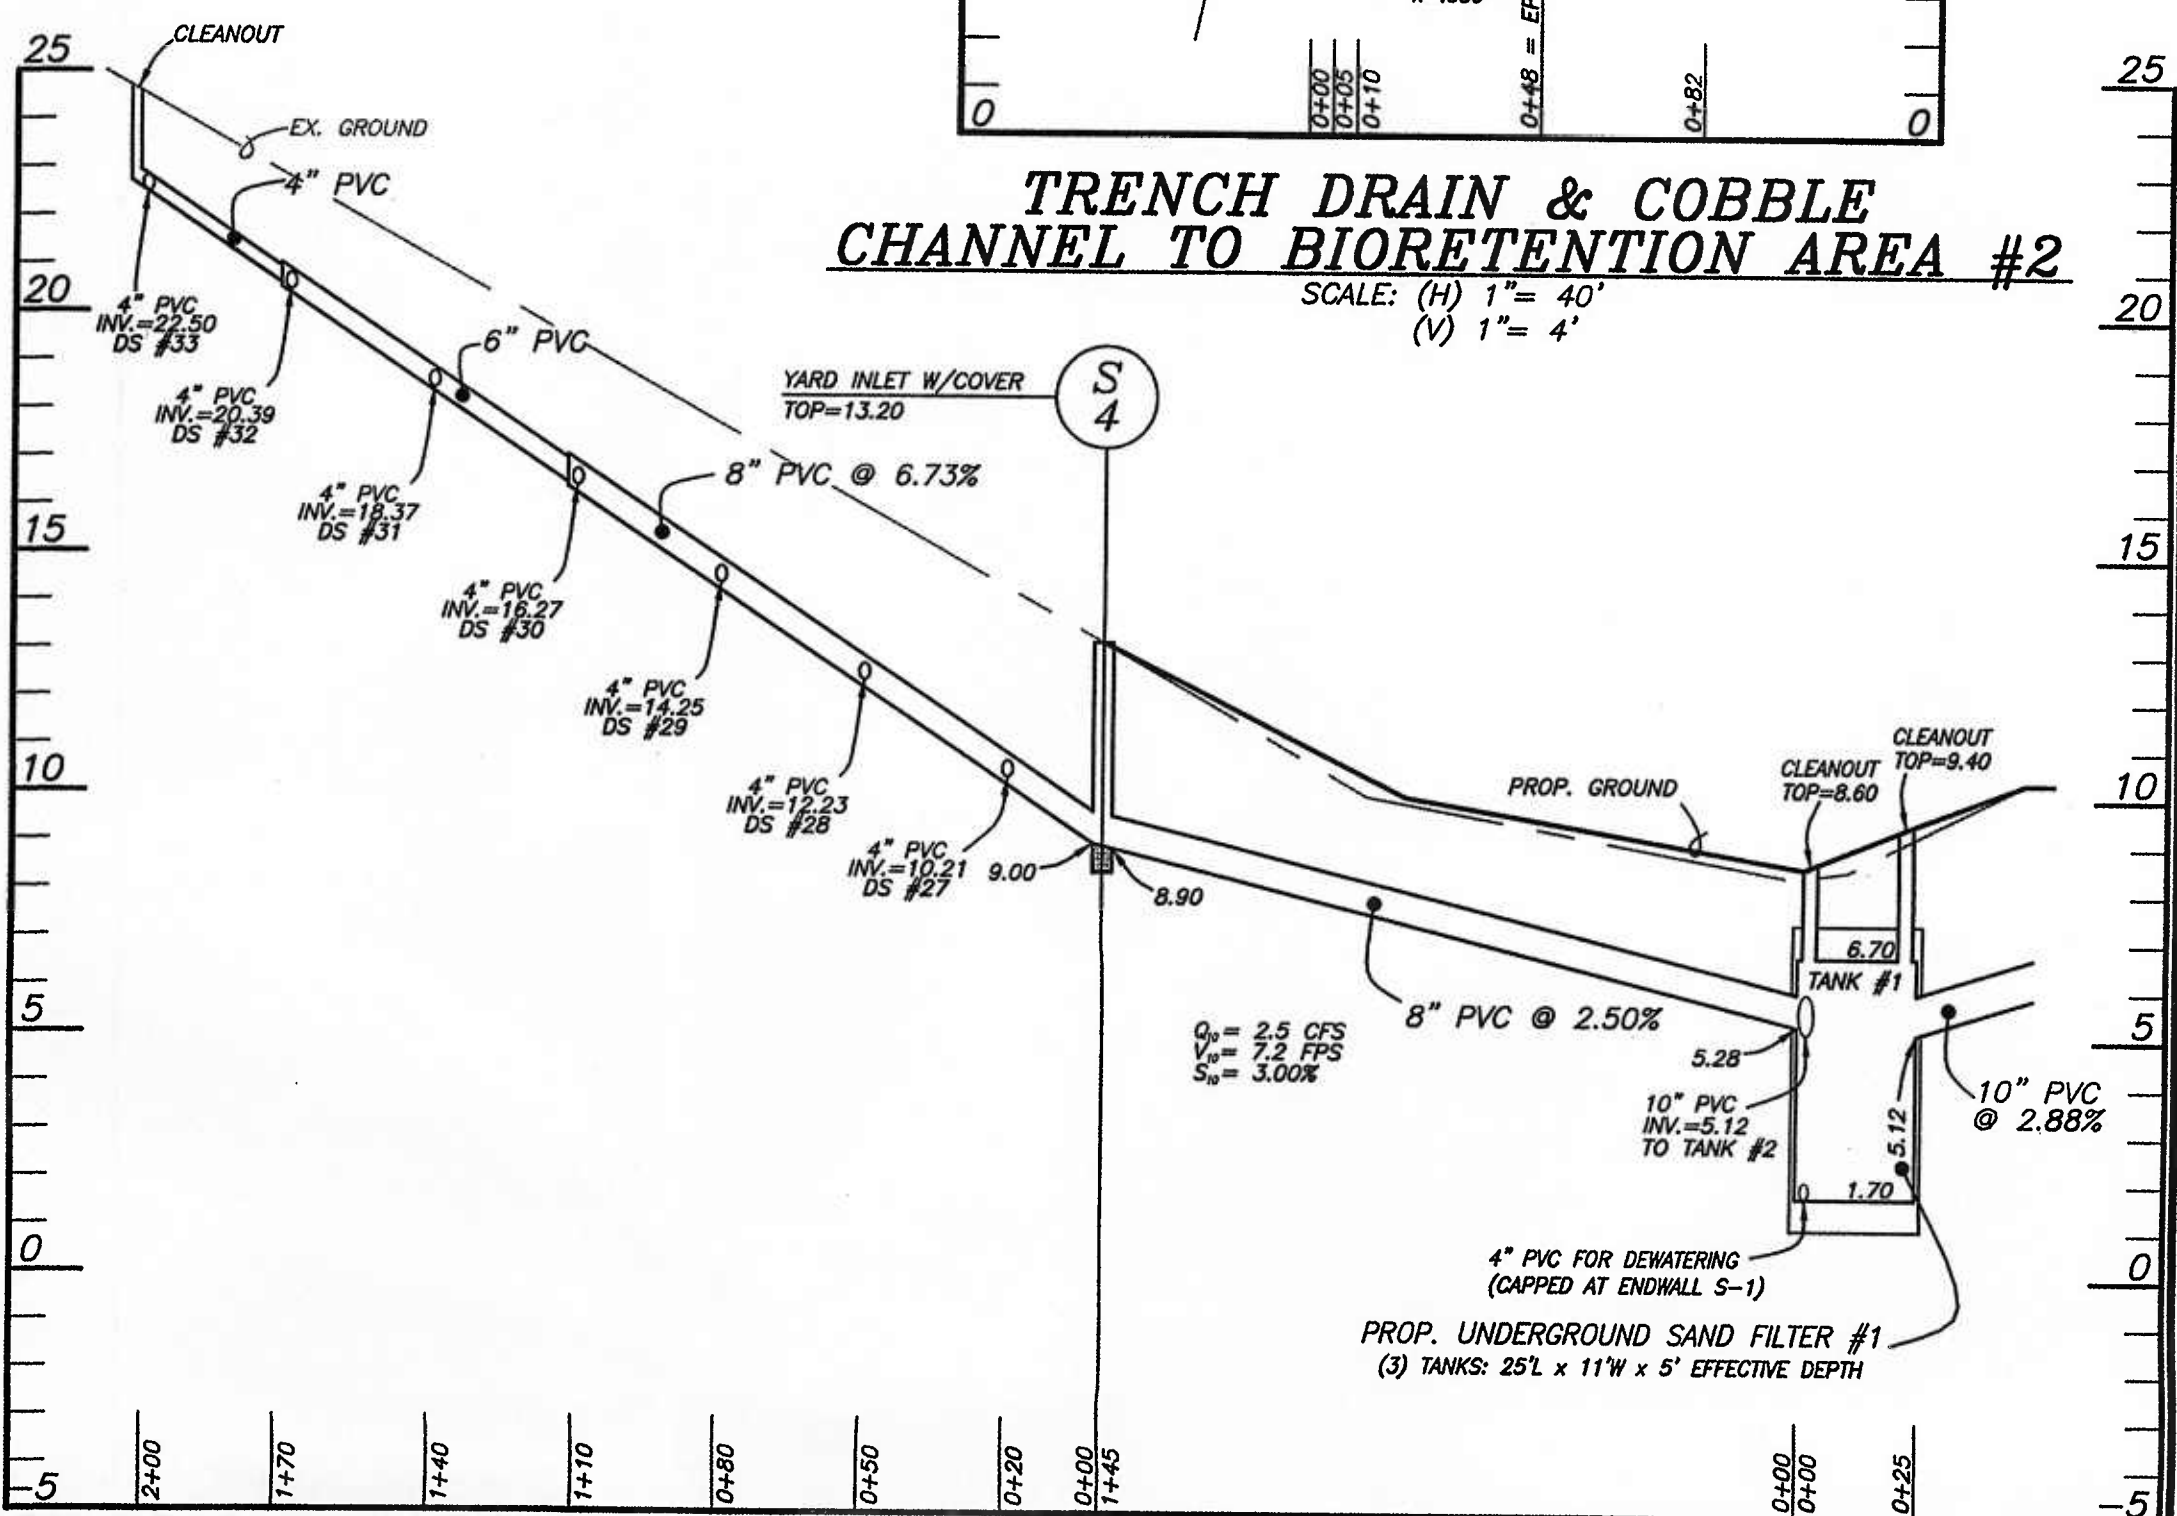 0+00
0+05
0+10
0+48 = 
0+82
0
0
TRENCH DRAIN & COBBLE
CHANNEL TO BIORETENTION AREA #2
SCALE: (H) 1"= 40'
(V) 1"= 4'
25
20
15
10
5
0
-5
25
20
15
10
5
0
-5
CLEANOUT
EX. GROUND
4" PVC
4" PVC
INV.=22.50
DS #33
6" PVC
4" PVC
INV.=20.39
DS #32
YARD INLET W/COVER
TOP=13.20
S
4
8" PVC @ 6.73%
4" PVC
INV.=18.37
DS #31
4" PVC
INV.=16.27
DS #30
4" PVC
INV.=14.25
DS #29
4" PVC
INV.=12.23
DS #28
4" PVC
INV.=10.21
DS #27
9.00
8.90
PROP. GROUND
CLEANOUT
TOP=8.60
CLEANOUT
TOP=9.40
6.70
TANK #1
8" PVC @ 2.50%
Q10= 2.5 CFS
V10= 7.2 FPS
S10= 3.00%
5.28
10" PVC
INV.=5.12
TO TANK #2
5.12
10" PVC
@ 2.88%
1.70
4" PVC FOR DEWATERING
(CAPPED AT ENDWALL S-1)
PROP. UNDERGROUND SAND FILTER #1
(3) TANKS: 25'L x 11'W x 5' EFFECTIVE DEPTH
2+00
1+70
1+40
1+10
0+80
0+50
0+20
0+00
1+45
0+00
0+00
0+25